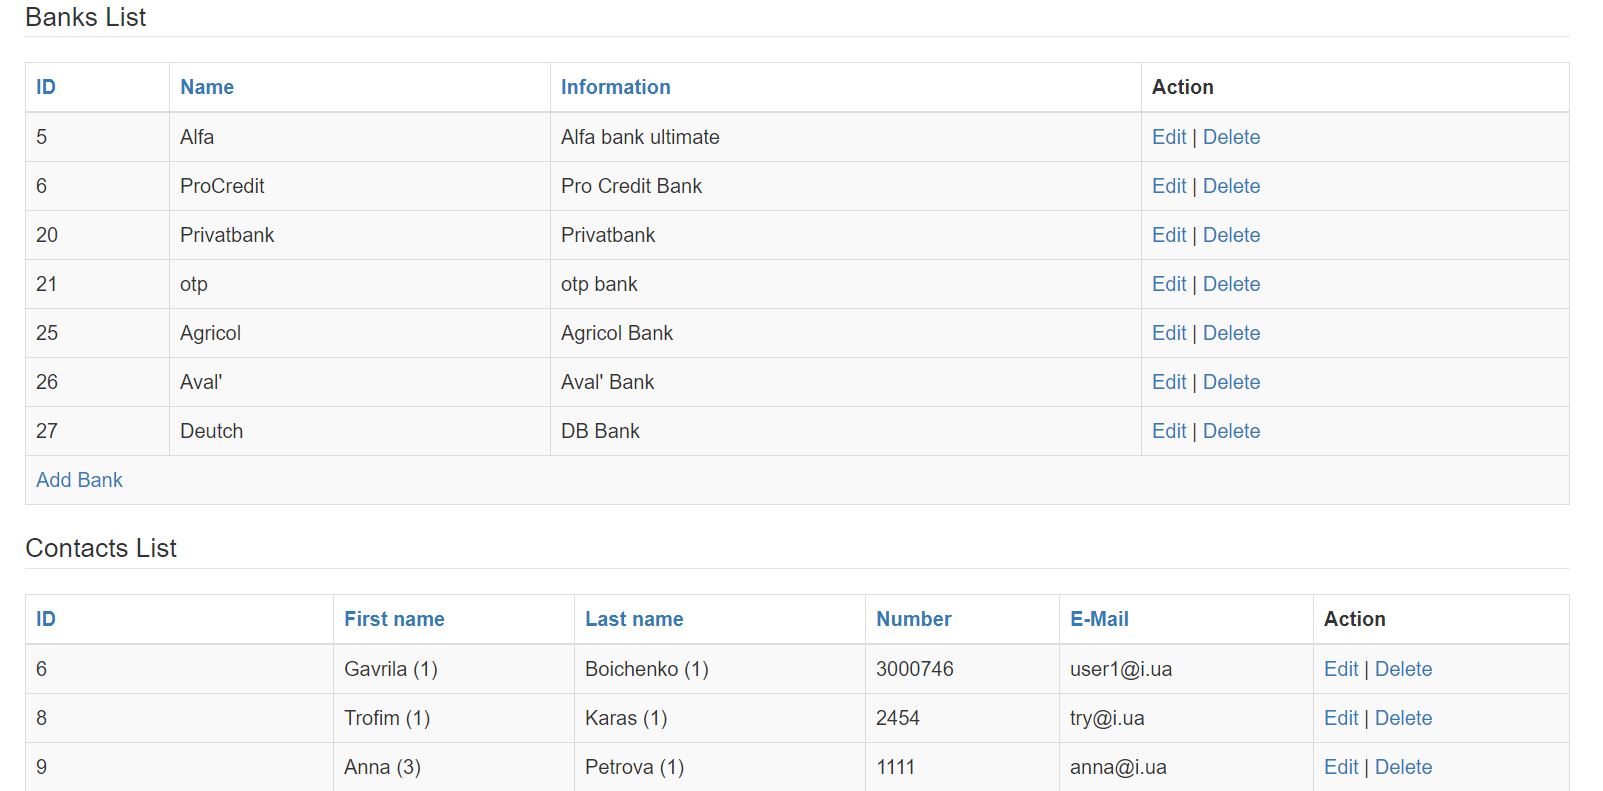 Banks List
ID Name Information Action
5 Alfa Alfa bank ultimate Edit | Delete
6 ProCredit Pro Credit Bank Edit | Delete
20 Privatbank Privatbank Edit | Delete
21 otp otp bank Edit | Delete
25 Agricol Agricol Bank Edit | Delete
26 Aval' Aval' Bank Edit | Delete
27 Deutch DB Bank Edit | Delete
Add Bank
Contacts List
ID First name Last name Number E-Mail Action
6 Gavrila (1) Boichenko (1) 3000746 user1@i.ua Edit | Delete
8 Trofim (1) Karas (1) 2454 try@i.ua Edit | Delete
9 Anna (3) Petrova (1) 1111 anna@i.ua Edit | Delete